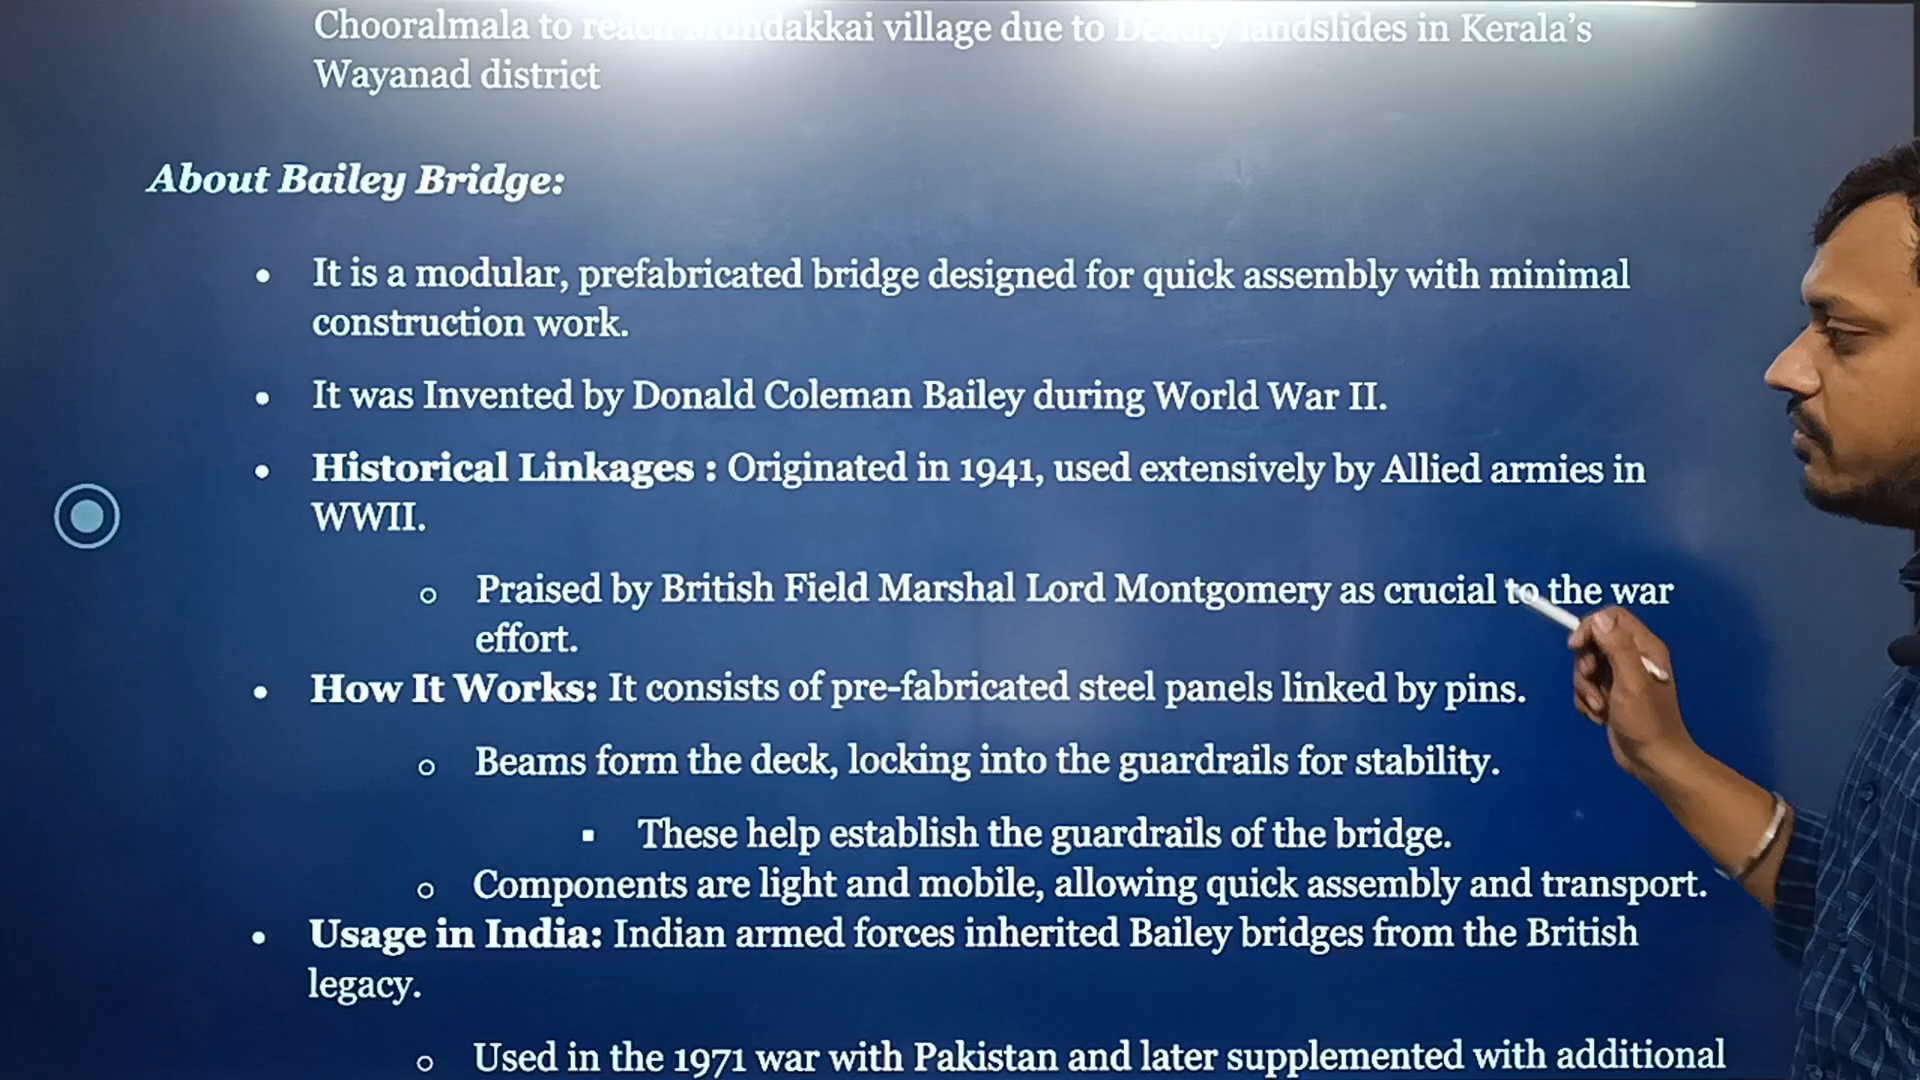 Chooralmala to reach Mundakkai village due to Deadly landslides in Kerala's
Wayanad district
About Bailey Bridge:
• It is a modular, prefabricated bridge designed for quick assembly with minimal
construction work.
• It was Invented by Donald Coleman Bailey during World War II.
• Historical Linkages : Originated in 1941, used extensively by Allied armies in
WWII.
o Praised by British Field Marshal Lord Montgomery as crucial to the war
effort.
• How It Works: It consists of pre-fabricated steel panels linked by pins.
o Beams form the deck, locking into the guardrails for stability.
▪ These help establish the guardrails of the bridge.
o Components are light and mobile, allowing quick assembly and transport.
• Usage in India: Indian armed forces inherited Bailey bridges from the British
legacy.
o Used in the 1971 war with Pakistan and later supplemented with additional